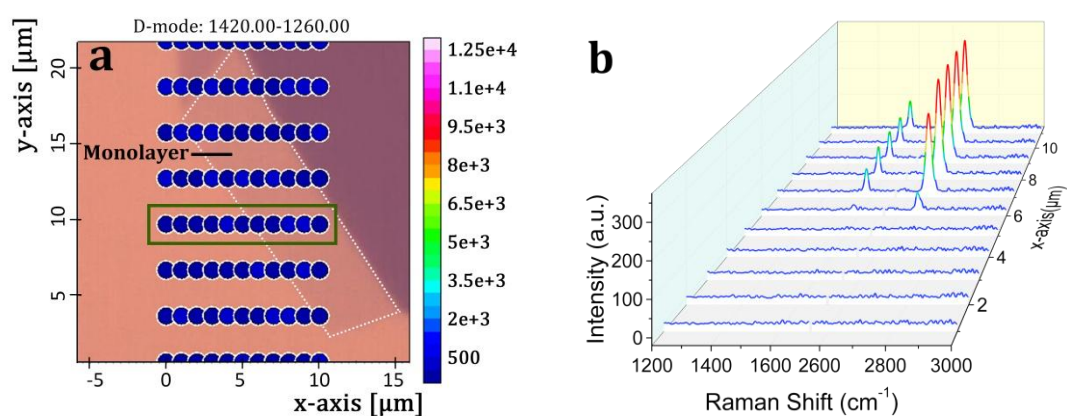 D-mode: 1420.00-1260.00
a
y-axis [μm]
20
15
10
5
Monolayer
-5
0
5
10
15
x-axis [μm]
1.25e+4
1.1e+4
9.5e+3
8e+3
6.5e+3
5e+3
3.5e+3
2e+3
500
b
Intensity (a.u.)
300
250
200
100
0
1200
1400
1600
2600
2800
3000
Raman Shift (cm⁻¹)
2
4
6
8
10
x-axis(μm)